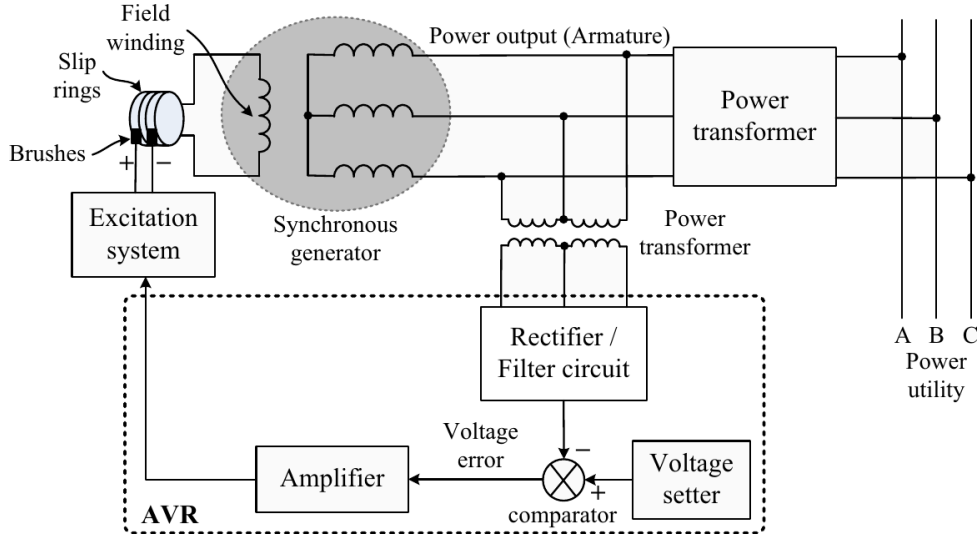 Field
winding
Power output (Armature)
Slip
rings
Brushes
+
−
Power
transformer
Excitation
system
Synchronous
generator
Power
transformer
A B C
Power
utility
Rectifier /
Filter circuit
Voltage
error
−
+
Amplifier
comparator
Voltage
setter
AVR